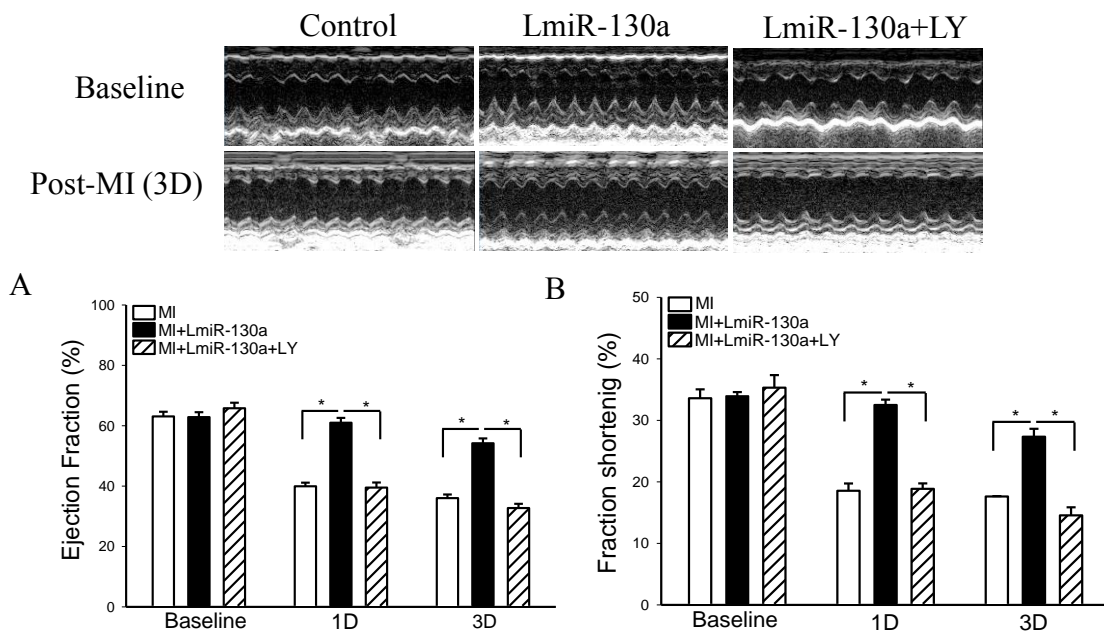 Control LmiR-130a LmiR-130a+LY
Baseline
Post-MI (3D)
A
MI
MI+LmiR-130a
MI+LmiR-130a+LY
Ejection Fraction (%)
100
80
60
40
20
0
* * * *
Baseline 1D 3D
B
MI
MI+LmiR-130a
MI+LmiR-130a+LY
Fraction shortenig (%)
50
40
30
20
10
0
* * * *
Baseline 1D 3D